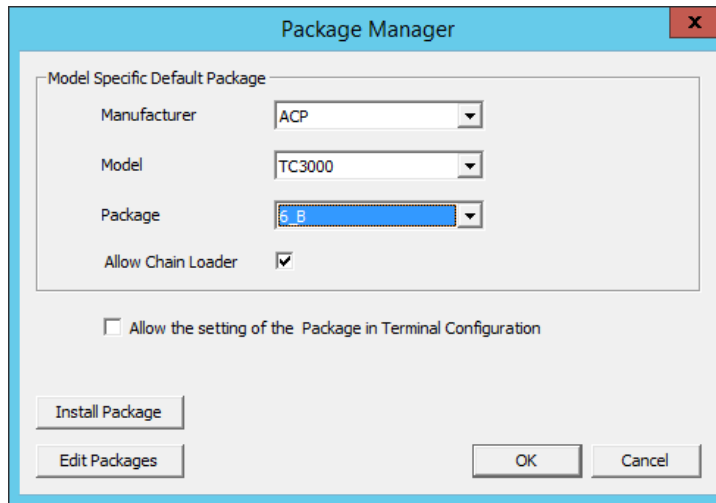 Package Manager
x
Model Specific Default Package
Manufacturer
ACP
Model
TC3000
Package
6_B
Allow Chain Loader
Allow the setting of the  Package in Terminal Configuration
Install Package
Edit Packages
OK
Cancel